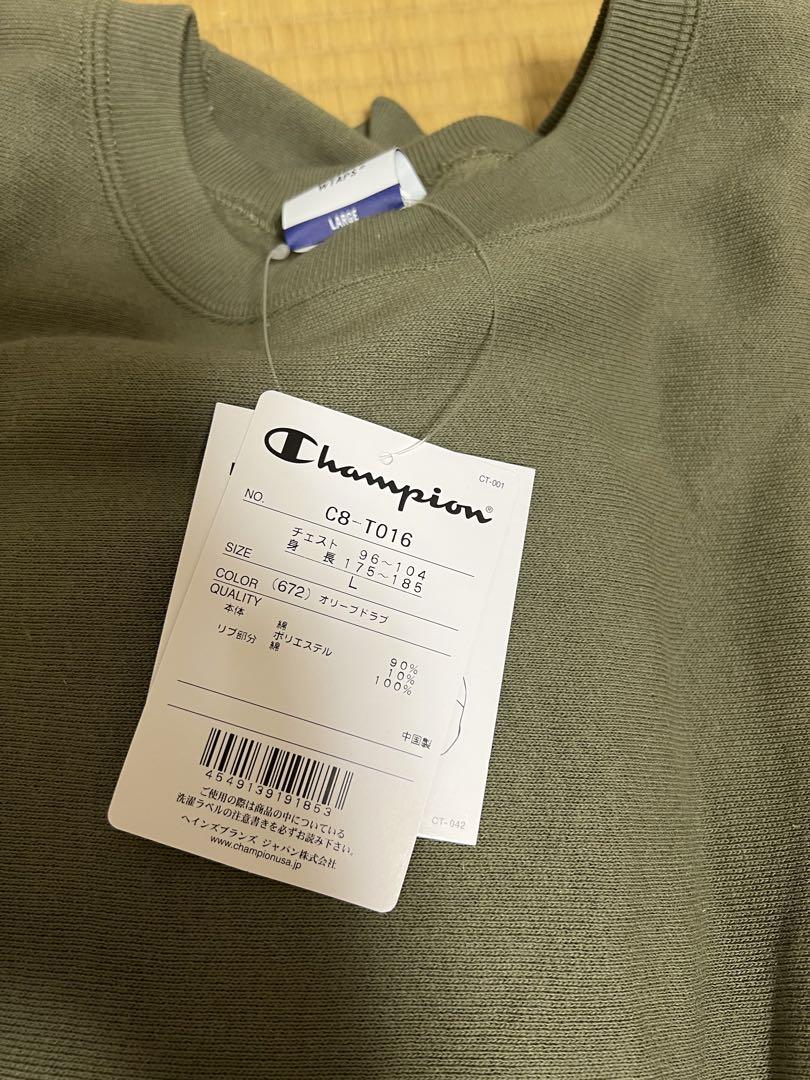 WTAPS
LARGE
Champion®
CT-001
NO. C8-T016
SIZE チェスト 96~104
身 長 175~185
L
COLOR (672) オリーブドラブ
QUALITY
本体 綿 90%
ポリエステル 10%
リブ部分 綿 100%
中国製
4549139191853
ご使用の際は商品の中についている
洗濯ラベルの注意書きを必ずお読み下さい。
ヘインズブランズ ジャパン株式会社
www.championusa.jp
CT-042